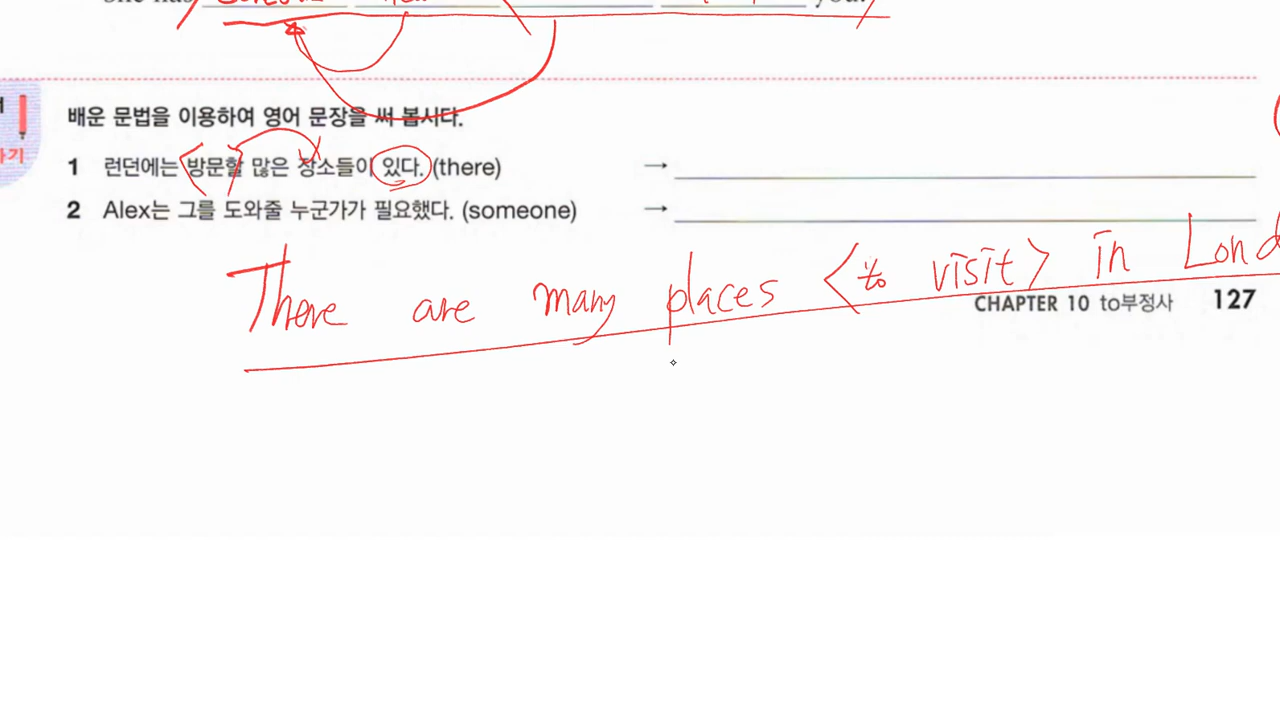 you.
배운 문법을 이용하여 영어 문장을 써 봅시다.
1 런던에는 방문할 많은 장소들이 있다. (there) →
2 Alex는 그를 도와줄 누군가가 필요했다. (someone) →
There are many places <to visit> in Lond
CHAPTER 10 to부정사 127